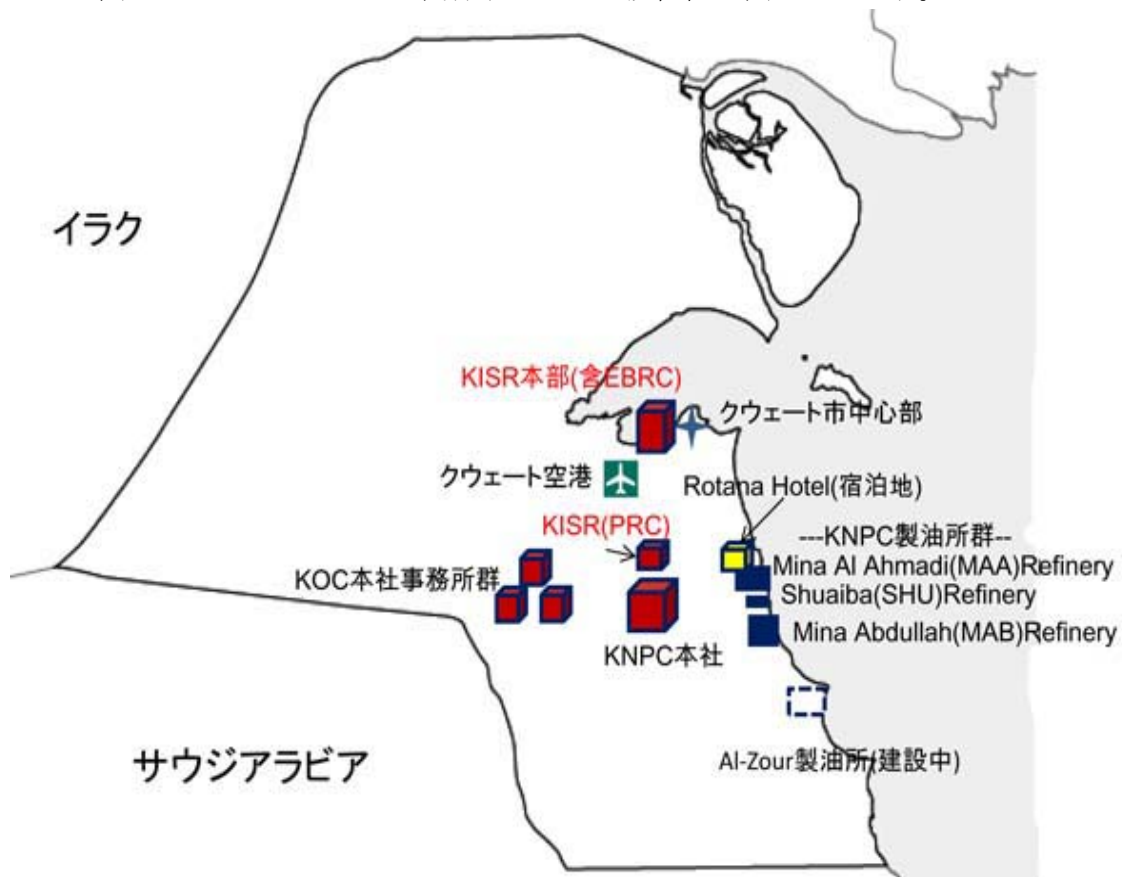 イラク
KISR本部(含EBRC)
クウェート市中心部
クウェート空港
Rotana Hotel(宿泊地)
KISR(PRC)
---KNPC製油所群--
Mina Al Ahmadi(MAA)Refinery
KOC本社事務所群
Shuaiba(SHU)Refinery
Mina Abdullah(MAB)Refinery
KNPC本社
サウジアラビア
Al-Zour製油所(建設中)